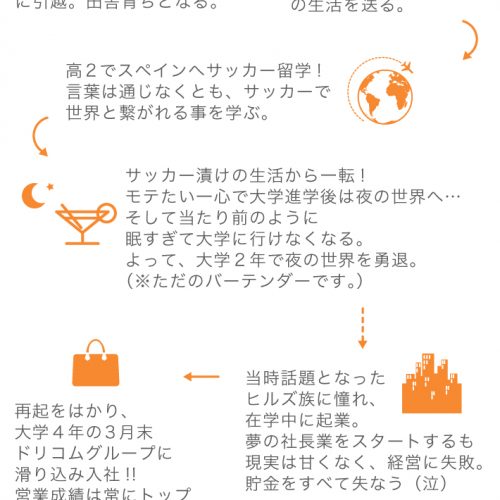 に引越。田舎育ちとなる。
の生活を送る。
高２でスペインへサッカー留学！
言葉は通じなくとも、サッカーで
世界と繋がれる事を学ぶ。
サッカー漬けの生活から一転！
モテたい一心で大学進学後は夜の世界へ…
そして当たり前のように
眠すぎて大学に行けなくなる。
よって、大学２年で夜の世界を勇退。
（※ただのバーテンダーです。）
当時話題となった
ヒルズ族に憧れ、
在学中に起業。
夢の社長業をスタートするも
現実は甘くなく、経営に失敗。
貯金をすべて失なう（泣）
再起をはかり、
大学４年の３月末
ドリコムグループに
滑り込み入社！！
営業成績は常にトップ